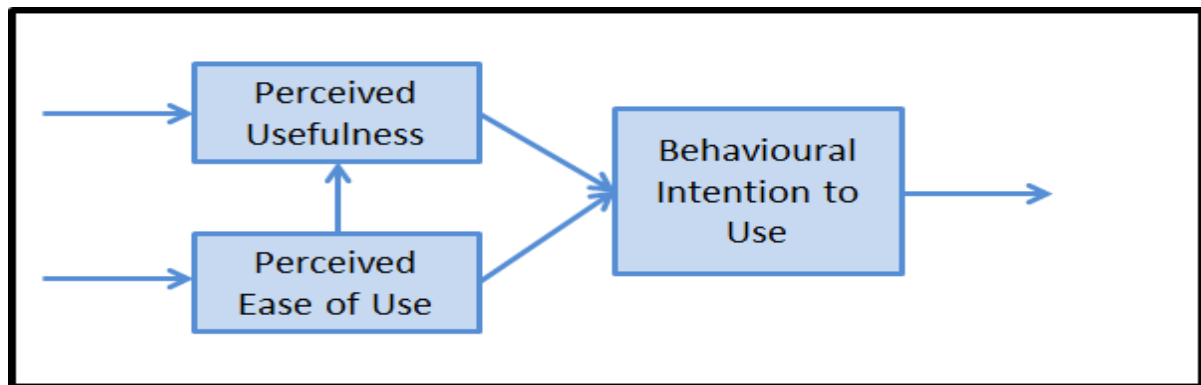 Perceived
Usefulness
Behavioural
Intention to
Use
Perceived
Ease of Use